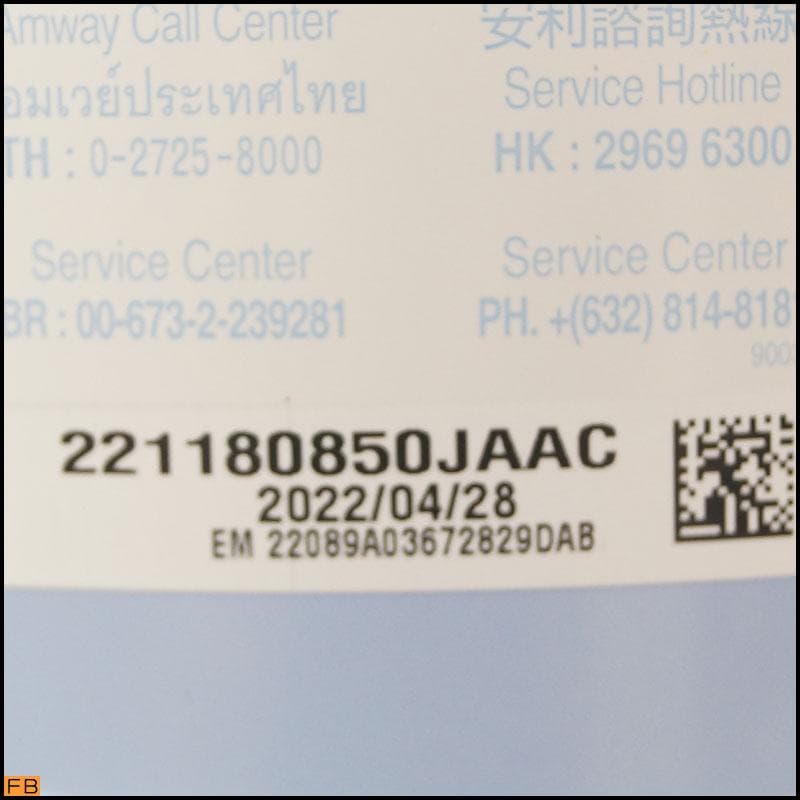 Amway Call Center
อมเวย์ประเทศไทย
TH : 0-2725-8000
安利諮詢熱線
Service Hotline
HK : 2969 6300
Service Center
BR : 00-673-2-239281
Service Center
PH. +(632) 814-818
900
221180850JAAC
2022/04/28
EM 22089A03672829DAB
FB